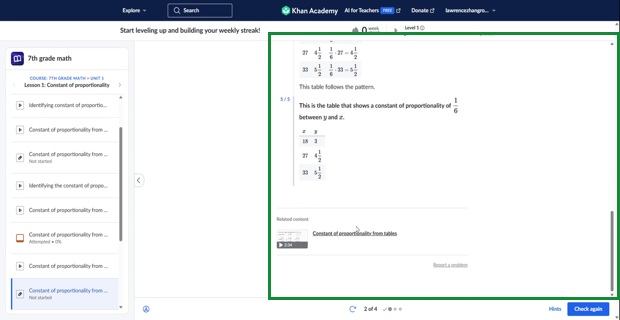 Explore
Search
Khan Academy
AI for Teachers FREE
Donate
lawrencezhangro...
Start leveling up and building your weekly streak!
0 week
Level 1
7th grade math
COURSE: 7TH GRADE MATH > UNIT 1
Lesson 1: Constant of proportionality
Identifying constant of proportio...
Constant of proportionality from ...
Constant of proportionality from ...
Not started
Identifying the constant of propo...
Constant of proportionality from ...
Constant of proportionality from ...
Attempted • 0%
Constant of proportionality from ...
Constant of proportionality from ...
Not started
27 4 1/2 1/6 · 27 = 4 1/2
33 5 1/2 1/6 · 33 = 5 1/2
This table follows the pattern.
3 / 3
This is the table that shows a constant of proportionality of 1/6
between y and x.
x y
18 3
27 4 1/2
33 5 1/2
Related content
2:04
Constant of proportionality from tables
Report a problem
2 of 4
Hints
Check again